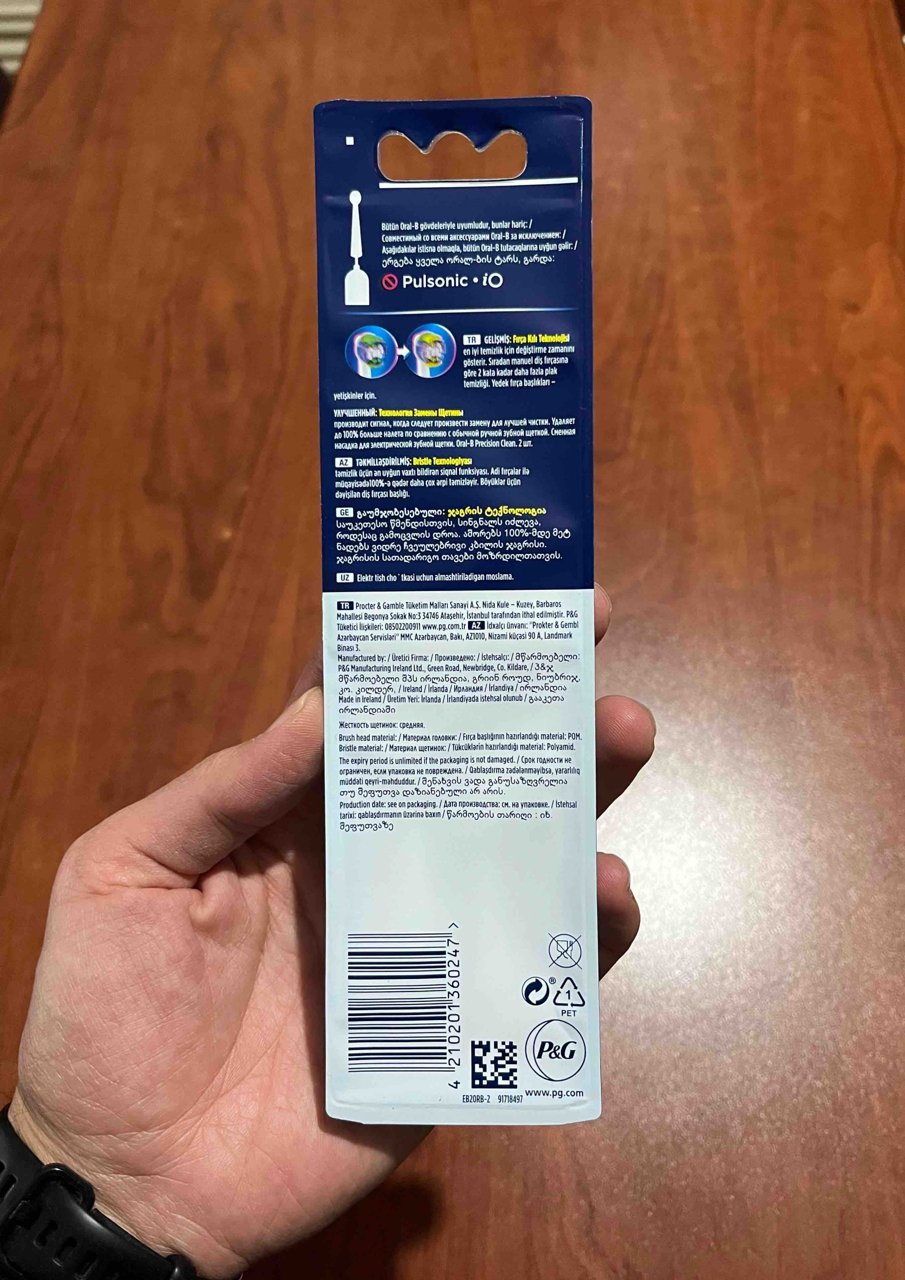 Bütün Oral-B gövdeleriyle uyumludur, bunlar hariç: /
Совместимый со всеми аксессуарами Oral-B за исключением: /
Aşağıdakılar istisna olmaqla, bütün Oral-B tutacaqlarına uyğun gəlir: /
ერგება ყველა ორალ-ბის ტარს, გარდა:
Pulsonic • iO
TR GELİŞMİŞ: Fırça Kılı Teknolojisi
en iyi temizlik için değiştirme zamanını
gösterir. Sıradan manuel diş fırçasına
göre 2 kata kadar daha fazla plak
temizliği. Yedek fırça başlıkları –
yetişkinler için.
УЛУЧШЕННЫЙ: Технология Замены Щетины
производит сигнал, когда следует произвести замену для лучшей чистки. Удаляет
до 100% больше налета по сравнению с обычной ручной зубной щеткой. Сменная
насадка для электрической зубной щетки. Oral-B Precision Clean. 2 шт.
AZ TƏKMİLLƏŞDİRİLMİŞ: Bristle Texnologiyası
təmizlik üçün ən uyğun vaxtı bildirən siqnal funksiyası. Adi fırçalar ilə
müqayisədə100%-ə qədər daha çox ərpi təmizləyir. Böyüklər üçün
dəyişilən diş fırçası başlığı.
GE გაუმჯობესებული: ჯაგრის ტექნოლოგია
საუკეთესო წმენდისთვის, სიგნალს იძლევა,
როდესაც გამოცვლის დროა. აშორებს 100%-მდე მეტ
ნადებს ვიდრე ჩვეულებრივი კბილის ჯაგრისი.
ჯაგრისის სათადარიგო თავები მოზრდილთათვის.
UZ Elektr tish cho`tkasi uchun almashtiriladigan moslama.
TR Procter & Gamble Tüketim Malları Sanayi A.Ş. Nida Kule – Kuzey, Barbaros
Mahallesi Begonya Sokak No:3 34746 Ataşehir, İstanbul tarafından ithal edilmiştir. P&G
Tüketici İlişkileri: 08502200911 www.pg.com.tr AZ İdxalçı ünvanı: "Prokter & Gembl
Azərbaycan Servisləri" MMC Azərbaycan, Bakı, AZ1010, Nizami küçəsi 90 A, Landmark
Binası 3.
Manufactured by: / Üretici Firma: / Произведено: / İstehsalçı: / მწარმოებელი:
P&G Manufacturing Ireland Ltd., Green Road, Newbridge, Co. Kildare, / პ&ჯ
მწარმოებელი შპს ირლანდია, გრიინ როუდ, ნიუბრიჯ,
კო. კილდერ, / Ireland / İrlanda / Ирландия / İrlandiya / ირლანდია
Made in Ireland / Üretim Yeri: İrlanda / İrlandiyada istehsal olunub / გააკეთა
ირლანდიაში
Жесткость щетинок: средняя.
Brush head material: / Материал головки: / Fırça başlığının hazırlandığı material: POM.
Bristle material: / Материал щетинок: / Tükcüklərin hazırlandığı material: Polyamid.
The expiry period is unlimited if the packaging is not damaged. / Срок годности не
ограничен, если упаковка не повреждена. / Qablaşdırma zədələnməyibsə, yararlılıq
müddəti qeyri-məhduddur. / შენახვის ვადა განუსაზღვრელია
თუ შეფუთვა დაზიანებული არ არის.
Production date: see on packaging. / Дата производства: см. на упаковке. / İstehsal
tarixi: qablaşdırmanın üzərinə baxın / წარმოების თარიღი : იხ.
შეფუთვაზე
4 210201360247 >
1
PET
P&G
www.pg.com
EB20RB-2 91718497